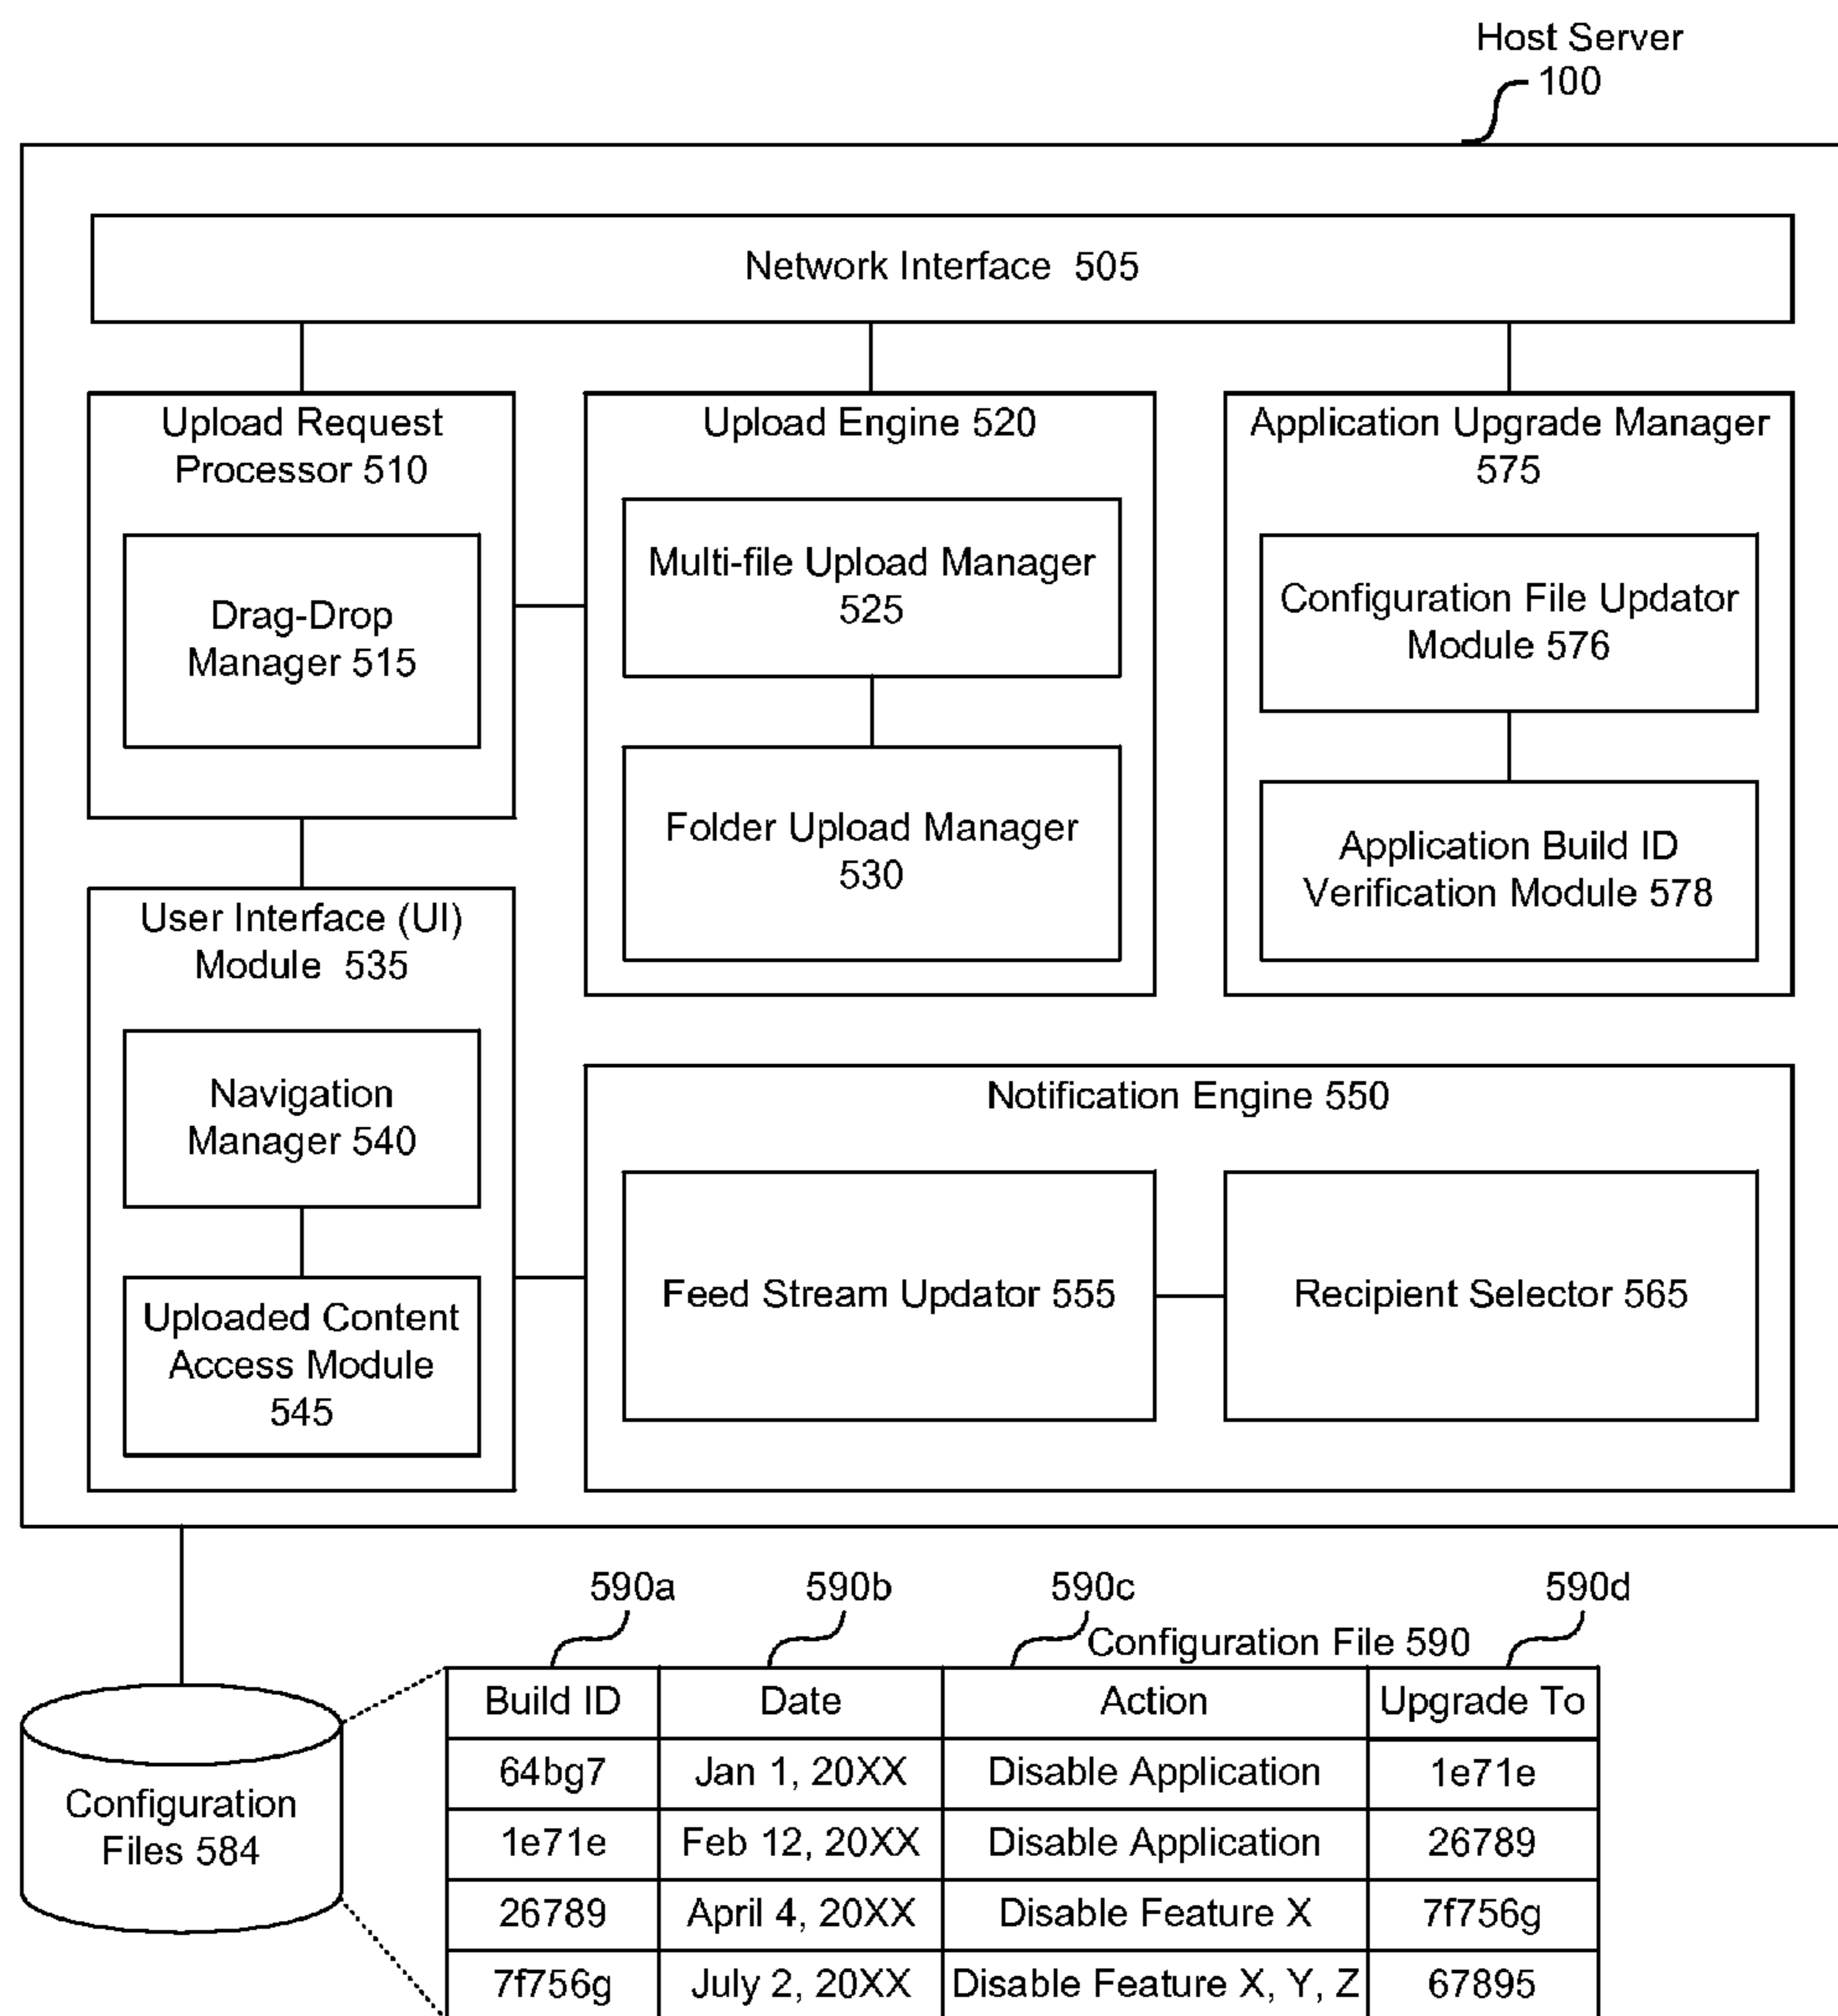 Host Server
100
Network Interface 505
Upload Request
Processor 510
Drag-Drop
Manager 515
Upload Engine 520
Multi-file Upload Manager
525
Folder Upload Manager
530
Application Upgrade Manager
575
Configuration File Updator
Module 576
Application Build ID
Verification Module 578
User Interface (UI)
Module 535
Navigation
Manager 540
Uploaded Content
Access Module
545
Notification Engine 550
Feed Stream Updator 555
Recipient Selector 565
Configuration
Files 584
590a 590b 590c 590d
Configuration File 590
Build ID Date Action Upgrade To
64bg7 Jan 1, 20XX Disable Application 1e71e
1e71e Feb 12, 20XX Disable Application 26789
26789 April 4, 20XX Disable Feature X 7f756g
7f756g July 2, 20XX Disable Feature X, Y, Z 67895